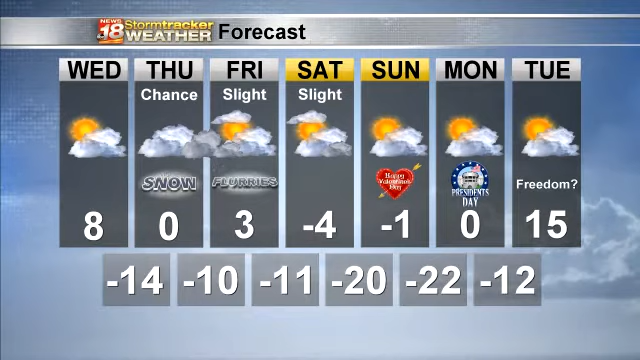 NEWS
18
Stormtracker
WEATHER
Forecast
WED THU FRI SAT SUN MON TUE
Chance Slight Slight
SNOW FLURRIES
Happy
Valentine's
Day
PRESIDENTS
DAY
Freedom?
8 0 3 -4 -1 0 15
-14 -10 -11 -20 -22 -12